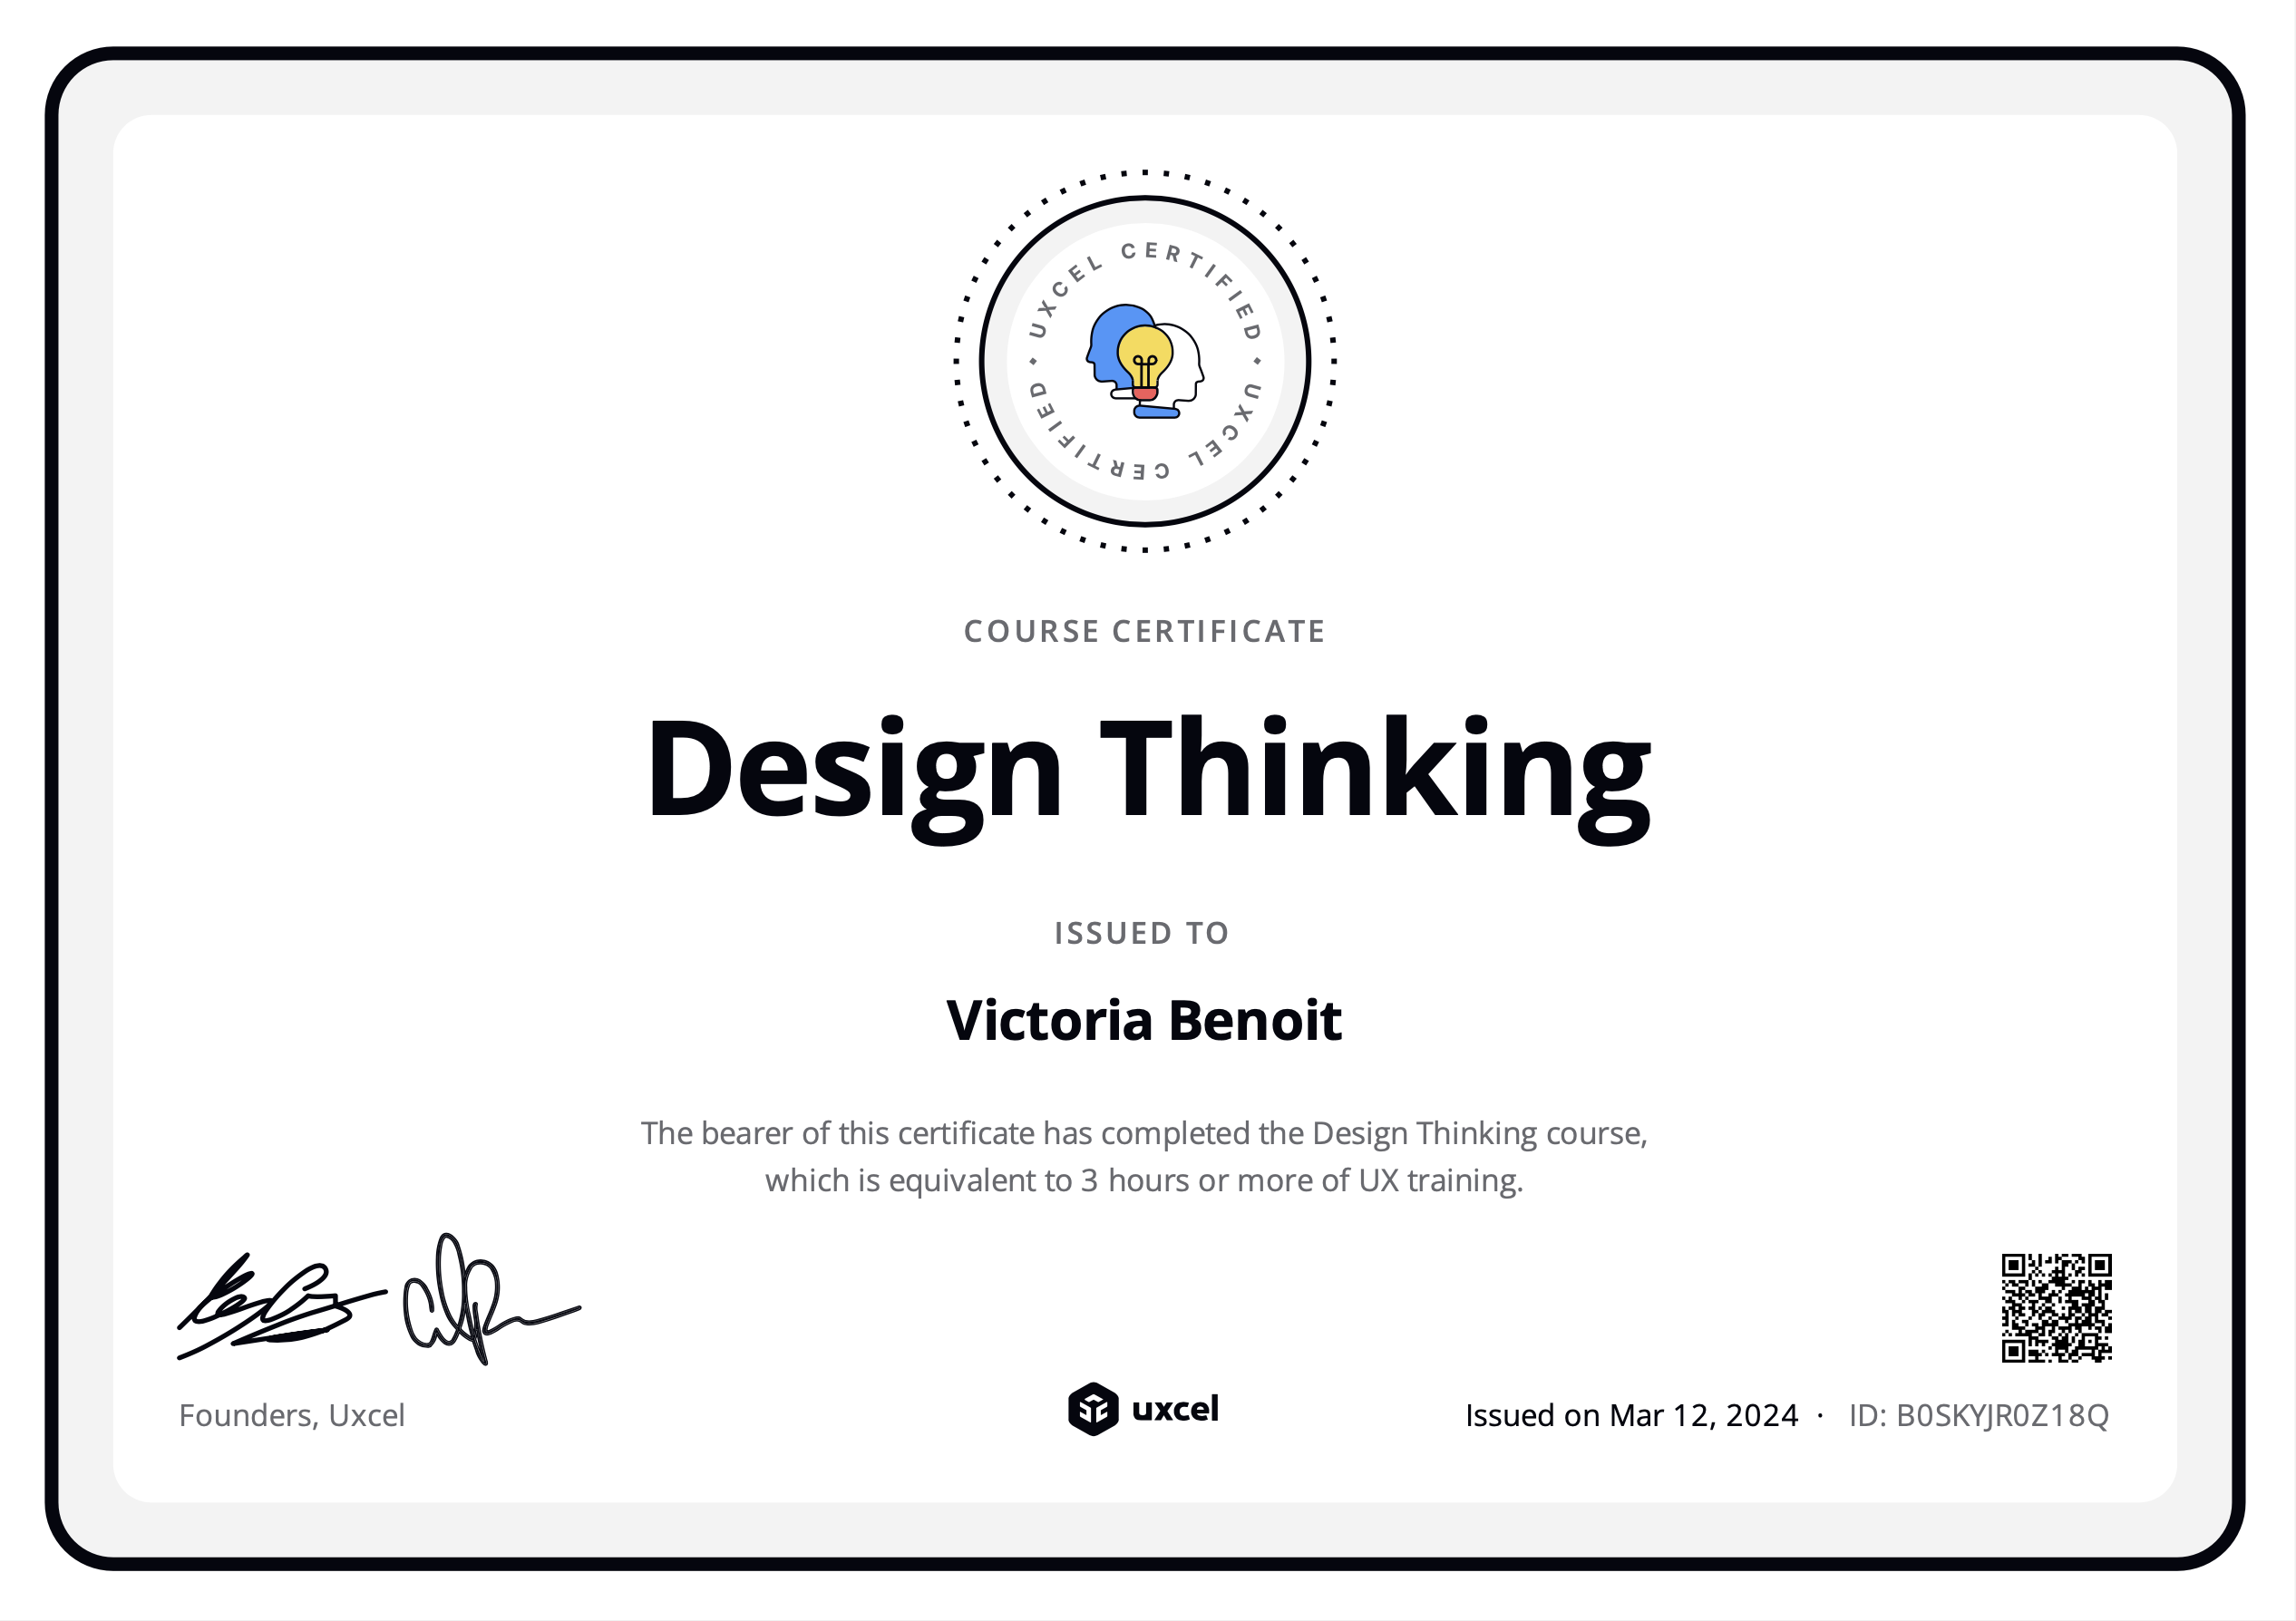 UXCEL CERTIFIED • UXCEL CERTIFIED •
COURSE CERTIFICATE
Design Thinking
ISSUED TO
Victoria Benoit
The bearer of this certificate has completed the Design Thinking course,
which is equivalent to 3 hours or more of UX training.
Founders, Uxcel
uxcel
Issued on Mar 12, 2024 · ID: B0SKYJR0Z18Q